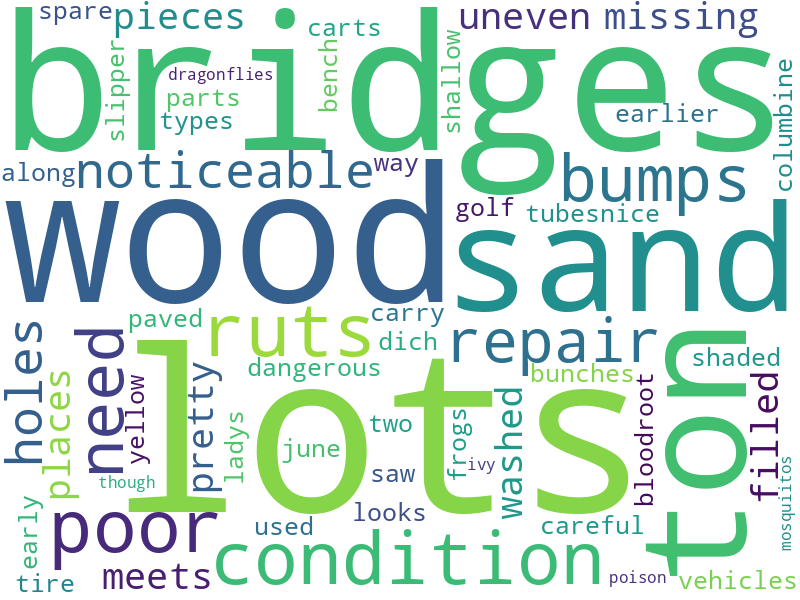 spare
pieces
carts
uneven
missing
bridges
slipper
dragonflies
parts
types
bench
shallow
earlier
columbine
along
noticeable
way
bumps
golf
tubesnice
wood
sand
paved
ruts
carry
dich
repair
holes
need
dangerous
shaded
places
yellow
pretty
lots
bunches
ton
ladys
june
two
frogs
washed
bloodroot
filled
though
saw
ivy
mosquiitos
early
poor
used
looks
careful
condition
tire
meets
poison
vehicles